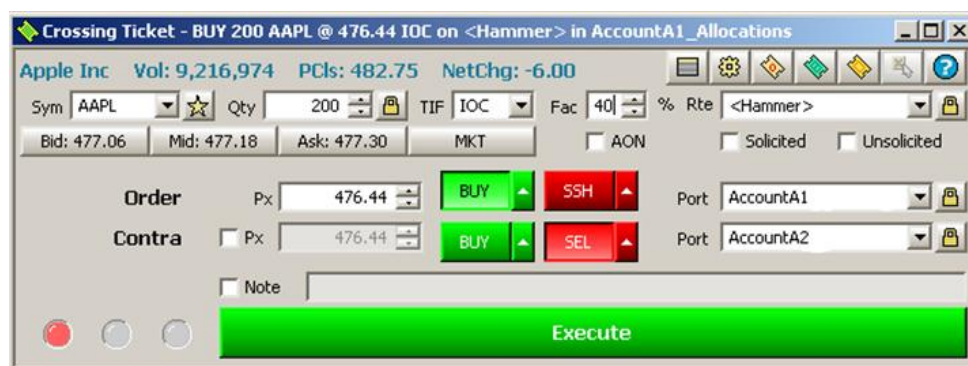 Crossing Ticket - BUY 200 AAPL @ 476.44 IOC on <Hammer> in AccountA1_Allocations
Apple Inc Vol: 9,216,974 PCls: 482.75 NetChg: -6.00
Sym AAPL Qty 200 TIF IOC Fac 40 % Rte <Hammer>
Bid: 477.06 Mid: 477.18 Ask: 477.30 MKT AON Solicited Unsolicited
Order Px 476.44 BUY SSH Port AccountA1
Contra Px 476.44 BUY SEL Port AccountA2
Note
Execute